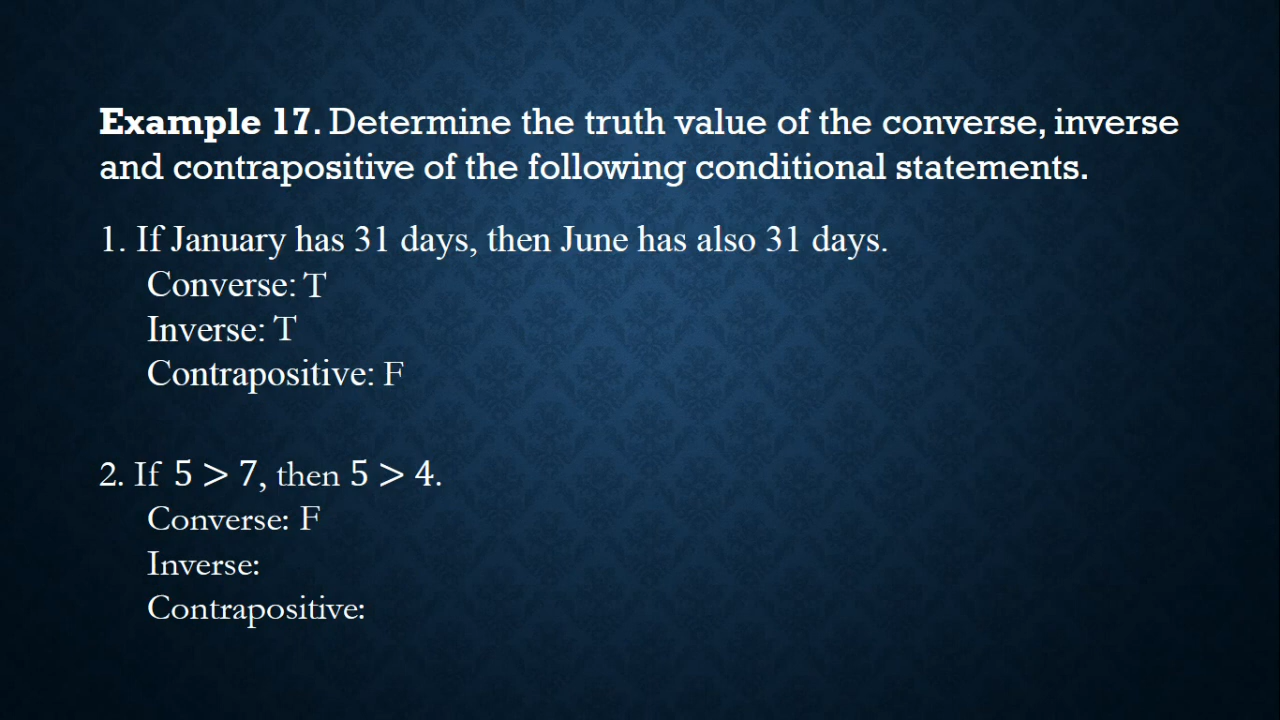 Example 17. Determine the truth value of the converse, inverse
and contrapositive of the following conditional statements.
1. If January has 31 days, then June has also 31 days.
Converse: T
Inverse: T
Contrapositive: F
2. If 5 > 7, then 5 > 4.
Converse: F
Inverse:
Contrapositive: